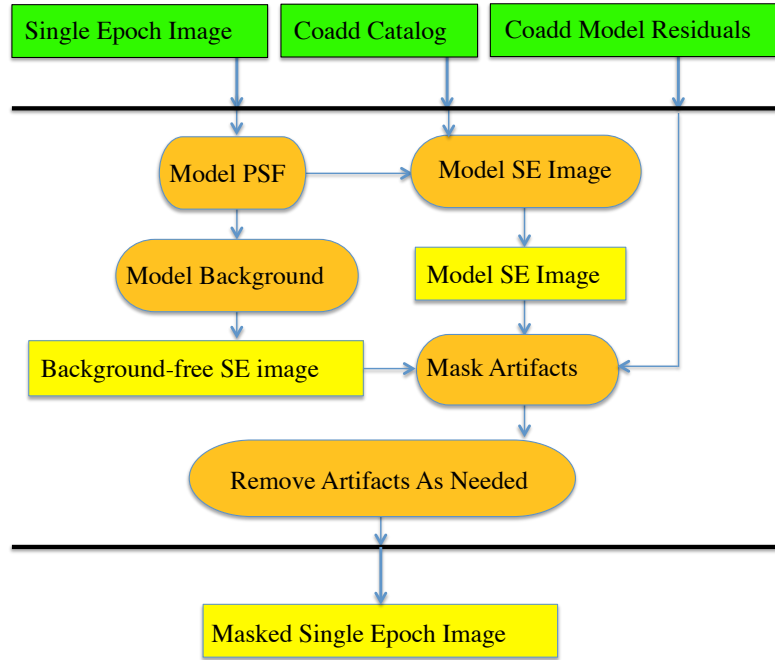 Single Epoch Image
Coadd Catalog
Coadd Model Residuals
Model PSF
Model SE Image
Model Background
Model SE Image
Background-free SE image
Mask Artifacts
Remove Artifacts As Needed
Masked Single Epoch Image